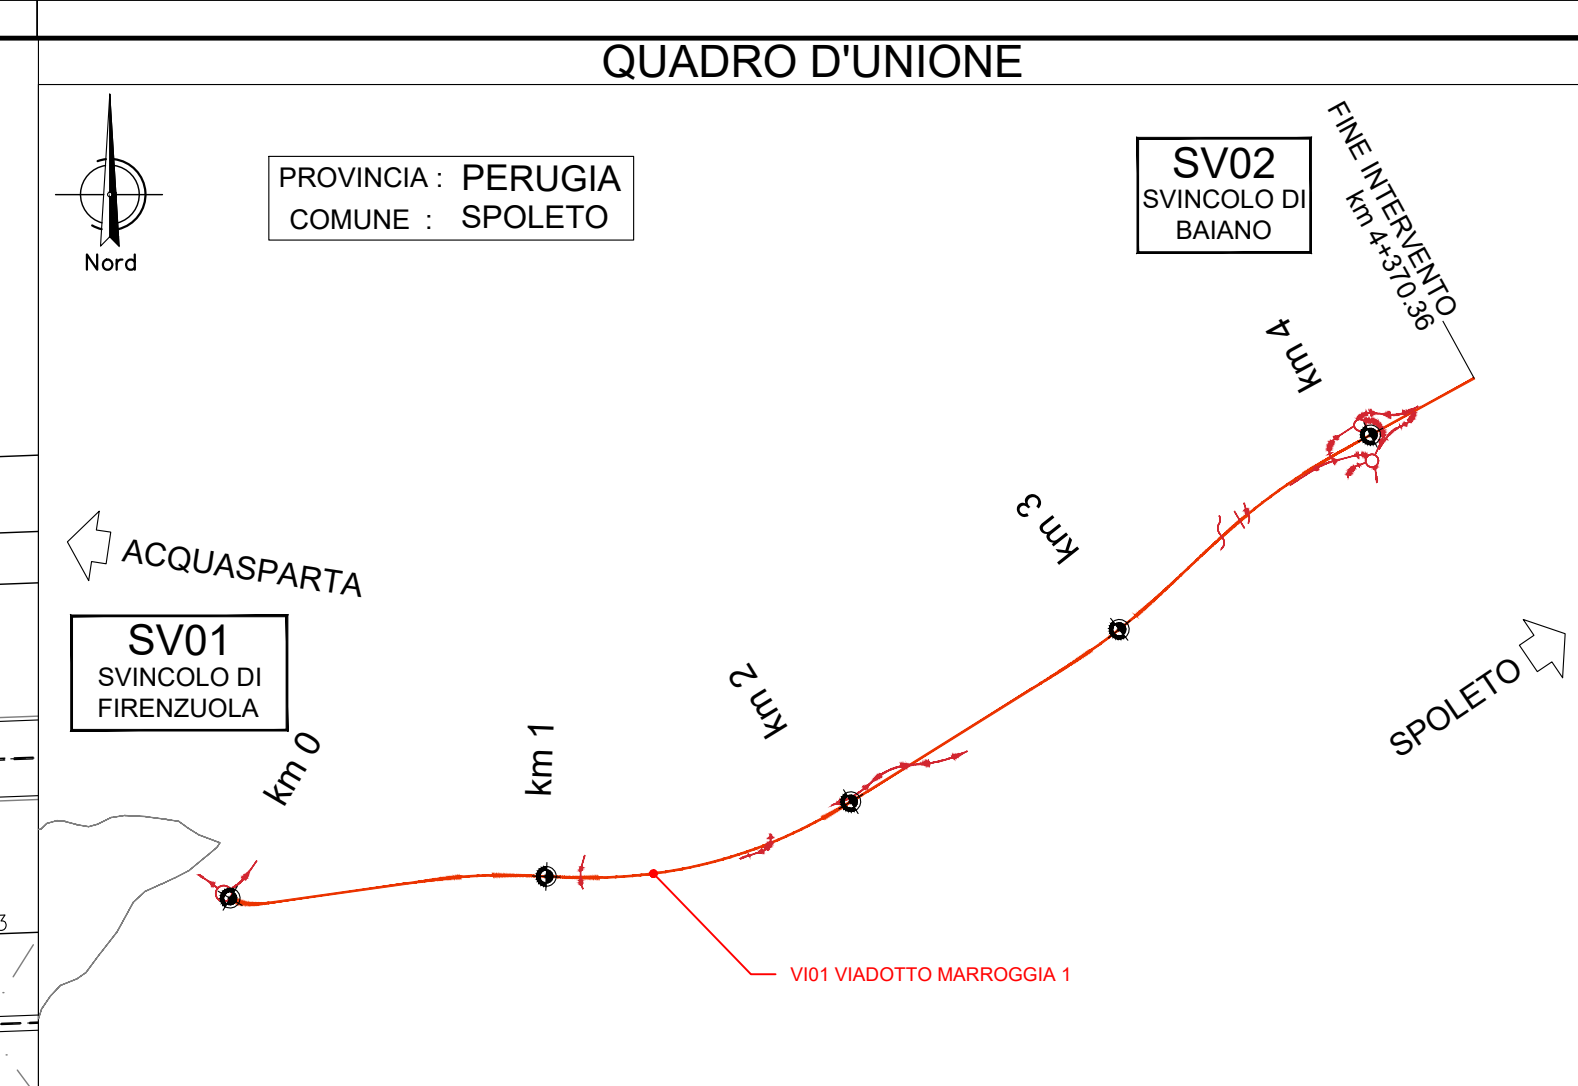 QUADRO D'UNIONE
Nord
PROVINCIA : PERUGIA
COMUNE : SPOLETO
SV02
SVINCOLO DI
BAIANO
FINE INTERVENTO
km 4+370.36
km 4
km 3
ACQUASPARTA
SV01
SVINCOLO DI
FIRENZUOLA
km 0
km 1
km 2
SPOLETO
3
VI01 VIADOTTO MARROGGIA 1